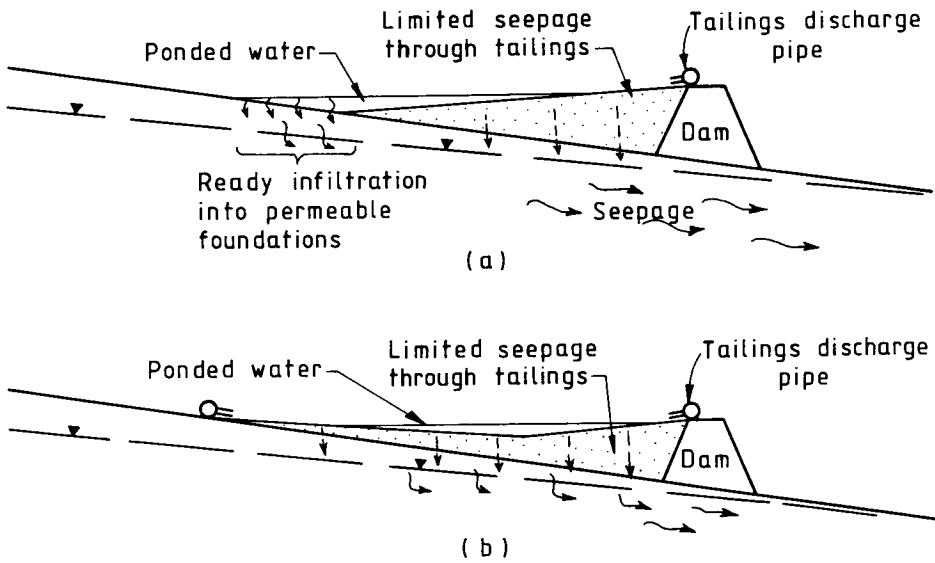 Limited seepage
through tailings
Tailings discharge
pipe
Ponded water
Dam
Ready infiltration
into permeable
foundations
Seepage
(a)
Limited seepage
through tailings
Tailings discharge
pipe
Ponded water
Dam
(b)